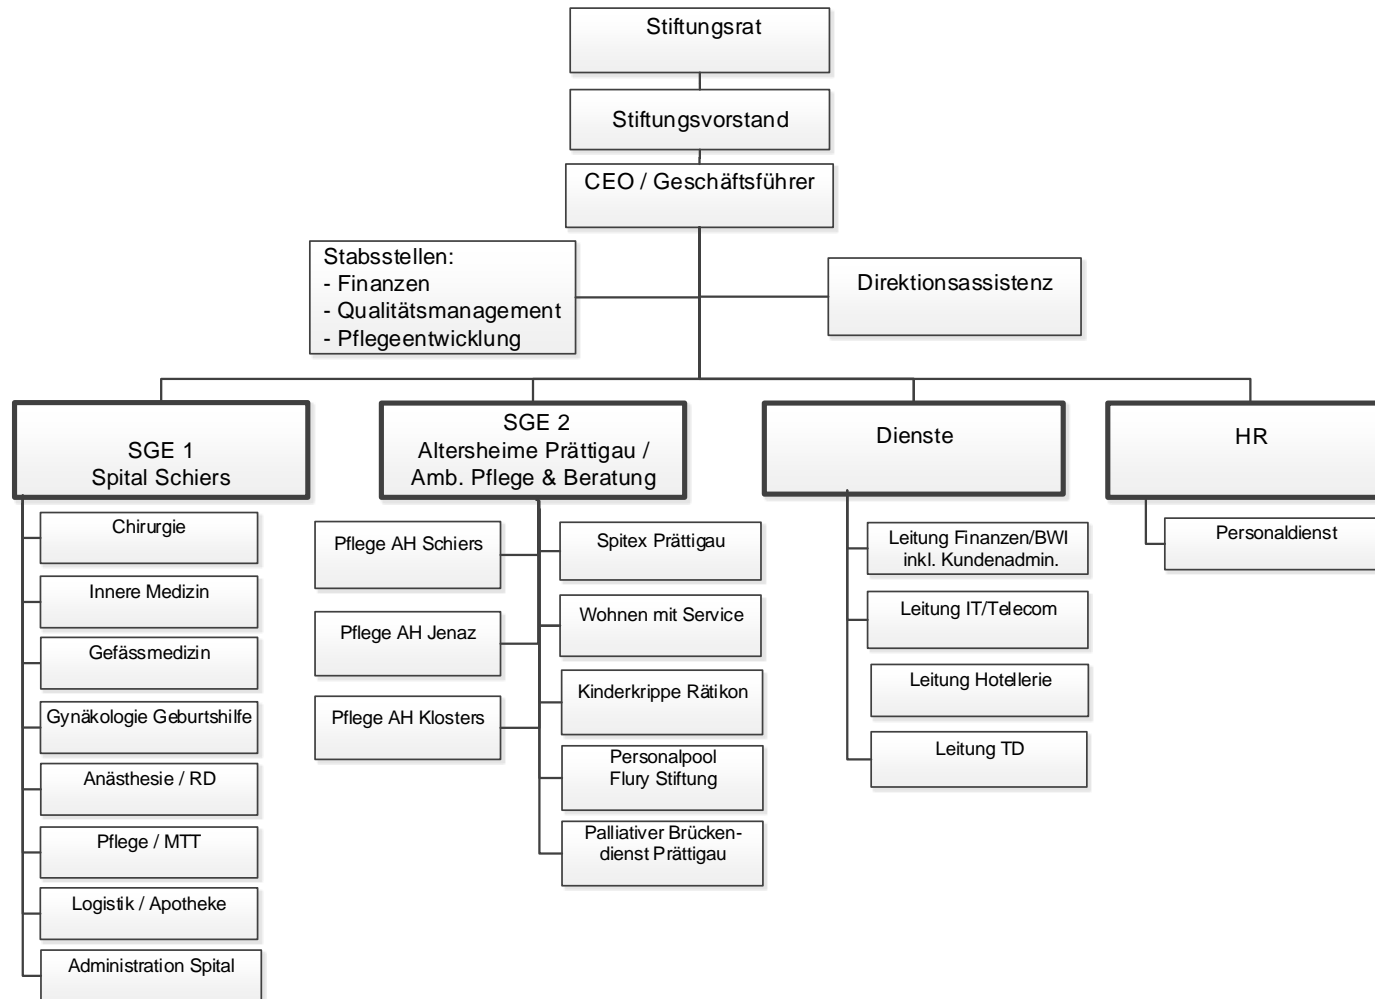 Stiftungsrat
Stiftungsvorstand
CEO / Geschäftsführer
Stabsstellen:
- Finanzen
- Qualitätsmanagement
- Pflegeentwicklung
Direktionsassistenz
SGE 1
Spital Schiers
Chirurgie
Innere Medizin
Gefässmedizin
Gynäkologie Geburtshilfe
Anästhesie / RD
Pflege / MTT
Logistik / Apotheke
Administration Spital
SGE 2
Altersheime Prättigau /
Amb. Pflege & Beratung
Pflege AH Schiers
Pflege AH Jenaz
Pflege AH Klosters
Spitex Prättigau
Wohnen mit Service
Kinderkrippe Rätikon
Personalpool
Flury Stiftung
Palliativer Brücken-
dienst Prättigau
Dienste
Leitung Finanzen/BWI
inkl. Kundenadmin.
Leitung IT/Telecom
Leitung Hotellerie
Leitung TD
HR
Personaldienst